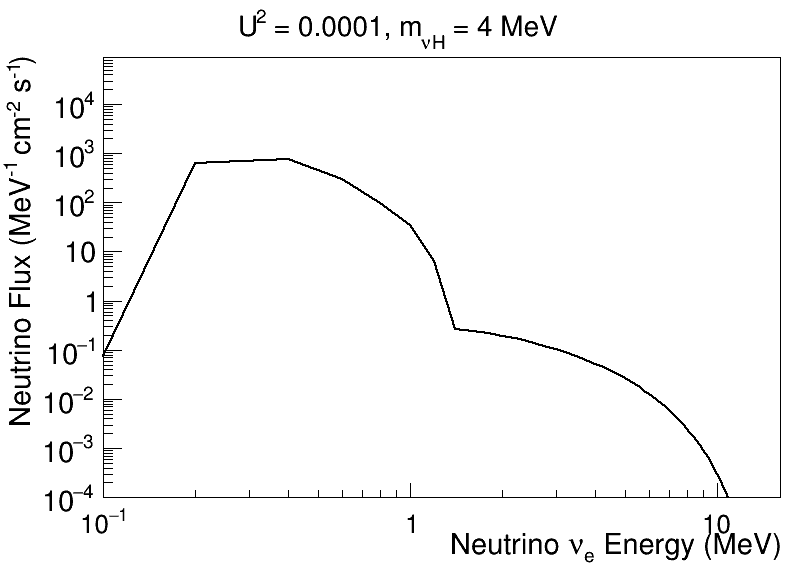 U² = 0.0001, m_νH = 4 MeV
Neutrino Flux (MeV⁻¹ cm⁻² s⁻¹)
10⁴
10³
10²
10
1
10⁻¹
10⁻²
10⁻³
10⁻⁴
10⁻¹ 1 10
Neutrino νₑ Energy (MeV)